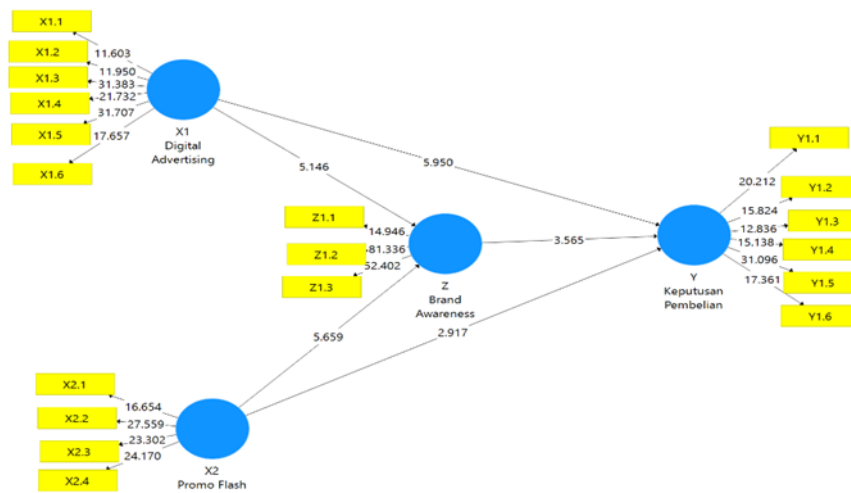 X1.1
X1.2
X1.3
X1.4
X1.5
X1.6
11.603
11.950
31.383
21.732
31.707
17.657
X1
Digital
Advertising
5.146
5.950
Z1.1
Z1.2
Z1.3
14.946
81.336
52.402
Z
Brand
Awareness
3.565
5.659
2.917
Y1.1
Y1.2
Y1.3
Y1.4
Y1.5
Y1.6
20.212
15.824
12.836
15.138
31.096
17.361
Y
Keputusan
Pembelian
X2.1
X2.2
X2.3
X2.4
16.654
27.559
23.302
24.170
X2
Promo Flash